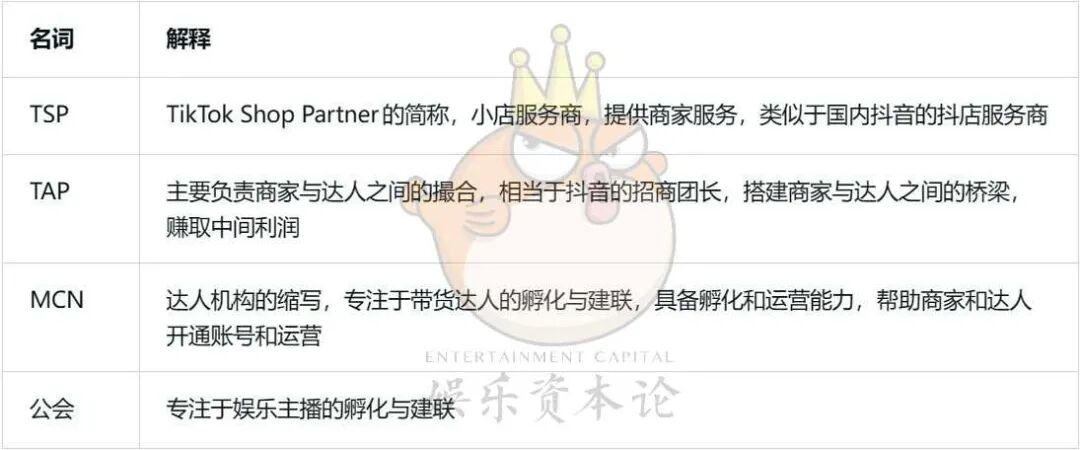 名词 解释
TSP TikTok Shop Partner的简称，小店服务商，提供商家服务，类似于国内抖音的抖店服务商
TAP 主要负责商家与达人之间的撮合，相当于抖音的招商团长，搭建商家与达人之间的桥梁，
赚取中间利润
MCN 达人机构的缩写，专注于带货达人的孵化与建联，具备孵化和运营能力，帮助商家和达人
开通账号和运营
ENTERTAINMENT CAPITAL
娱乐资本论
公会 专注于娱乐主播的孵化与建联